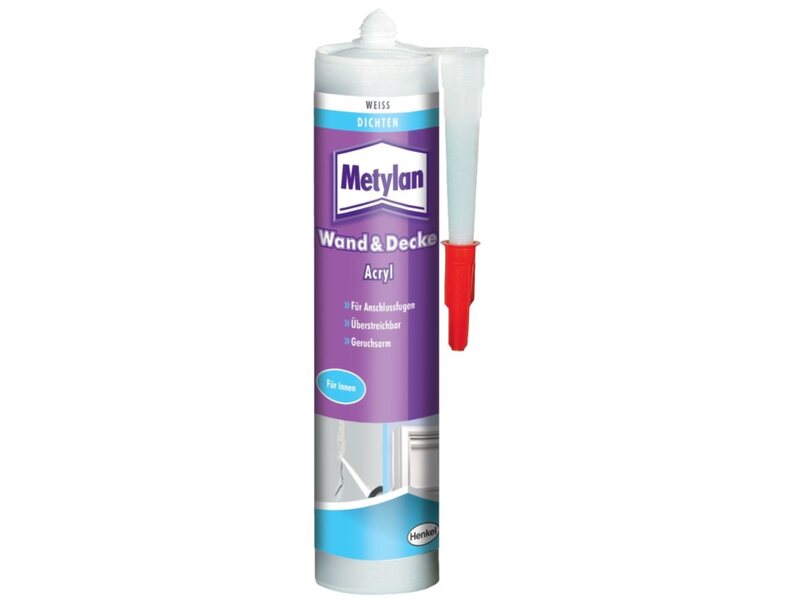 WEISS
DICHTEN
Metylan
Wand & Decke
Acryl
» Für Anschlussfugen
» Überstreichbar
» Geruchsarm
Für innen
Henkel